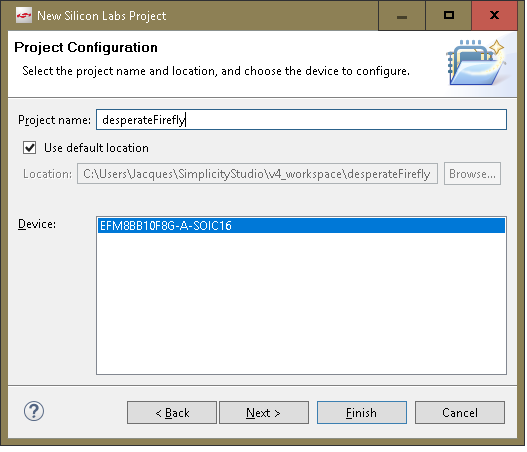 New Silicon Labs Project
Project Configuration
Select the project name and location, and choose the device to configure.
Project name: desperateFirefly
Use default location
Location: C:\Users\Jacques\SimplicityStudio\v4_workspace\desperateFirefly Browse...
Device: EFM8BB10F8G-A-SOIC16
? < Back Next > Finish Cancel